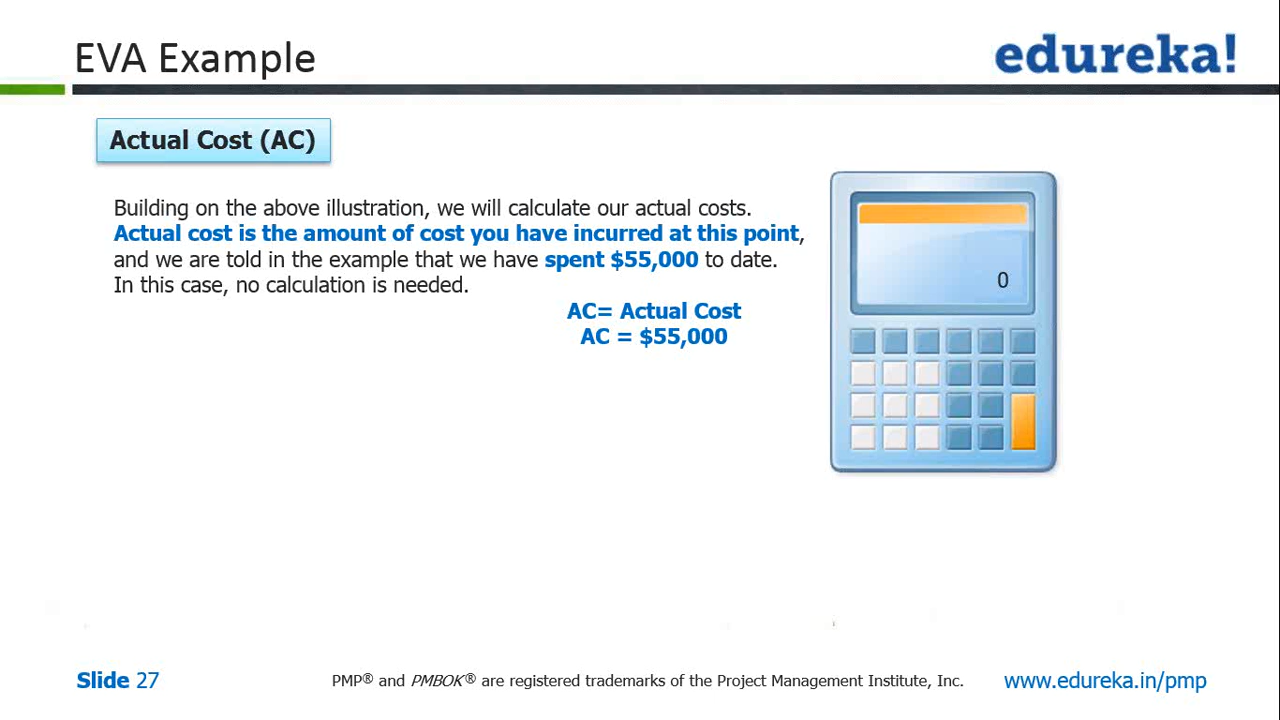 EVA Example
edureka!
Actual Cost (AC)
Building on the above illustration, we will calculate our actual costs.
Actual cost is the amount of cost you have incurred at this point,
and we are told in the example that we have spent $55,000 to date.
In this case, no calculation is needed.
AC= Actual Cost
AC = $55,000
0
Slide 27
PMP® and PMBOK® are registered trademarks of the Project Management Institute, Inc.
www.edureka.in/pmp